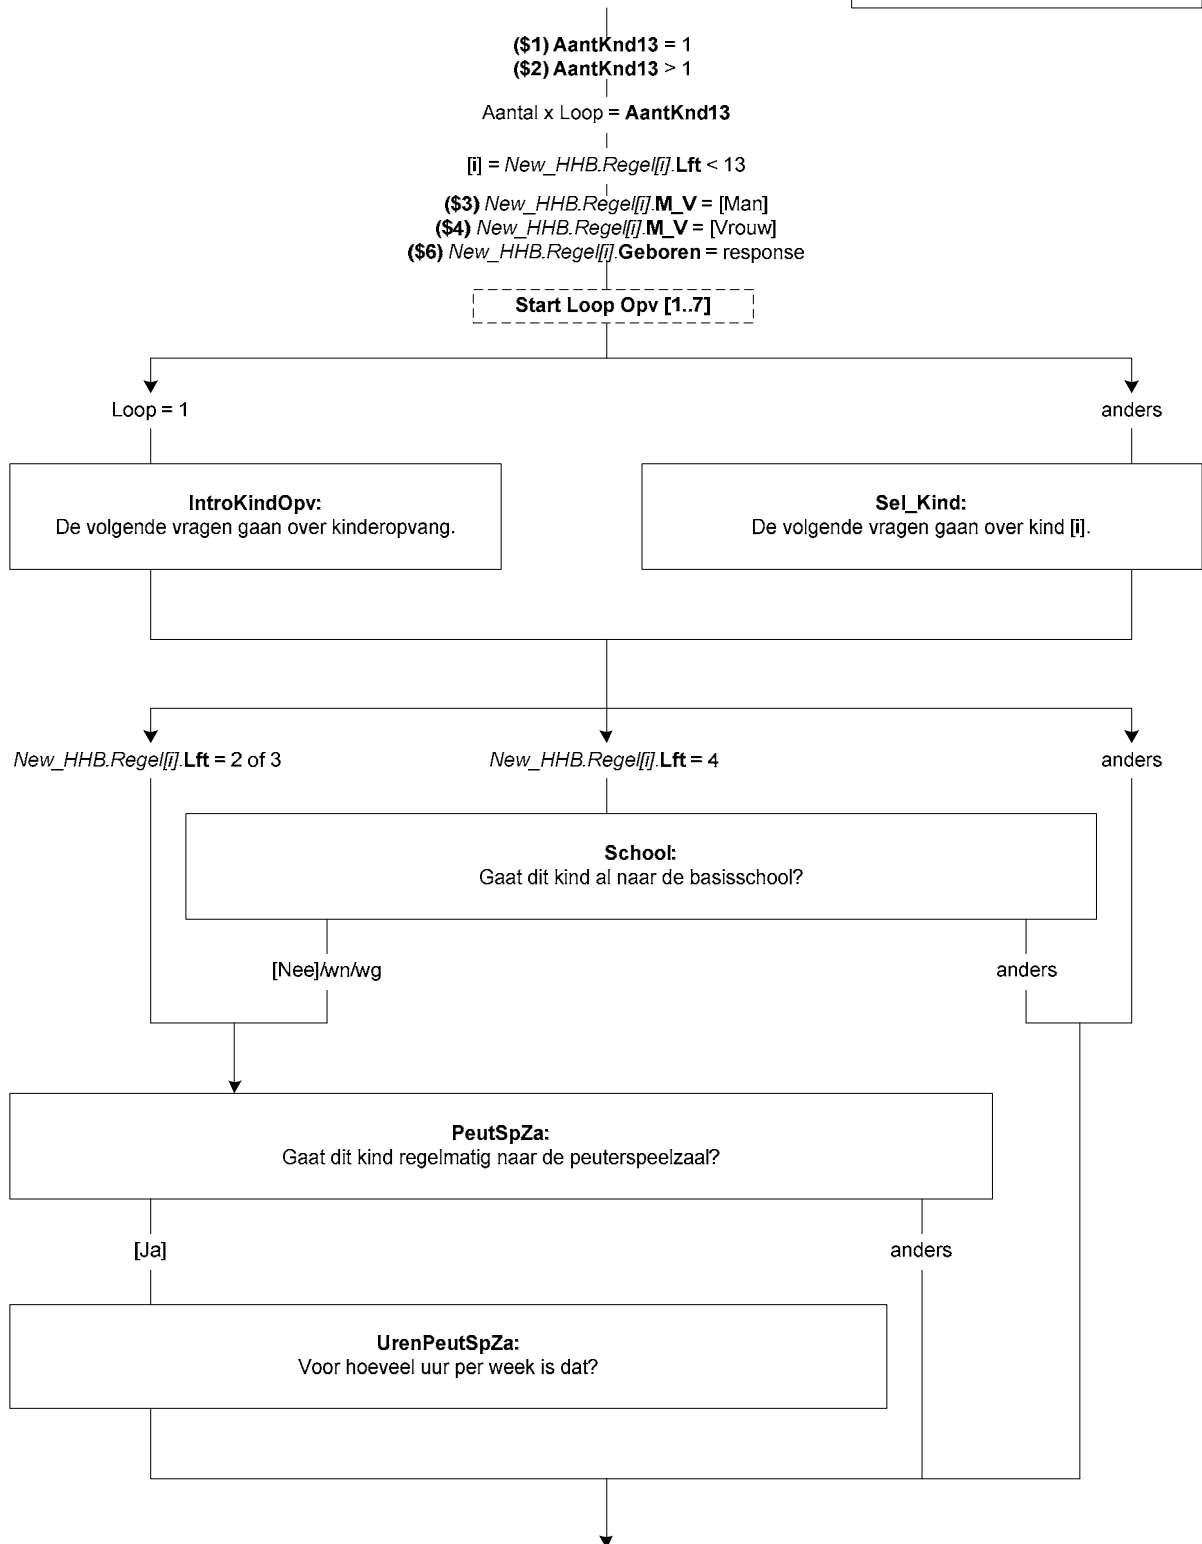 ($1) AantKnd13 = 1
($2) AantKnd13 > 1
Aantal x Loop = AantKnd13
[i] = New_HHB.Regel[i].Lft < 13
($3) New_HHB.Regel[i].M_V = [Man]
($4) New_HHB.Regel[i].M_V = [Vrouw]
($6) New_HHB.Regel[i].Geboren = response
Start Loop Opv [1..7]
Loop = 1
anders
IntroKindOpv:
De volgende vragen gaan over kinderopvang.
Sel_Kind:
De volgende vragen gaan over kind [i].
New_HHB.Regel[i].Lft = 2 of 3
New_HHB.Regel[i].Lft = 4
anders
School:
Gaat dit kind al naar de basisschool?
[Nee]/wn/wg
anders
PeutSpZa:
Gaat dit kind regelmatig naar de peuterspeelzaal?
[Ja]
anders
UrenPeutSpZa:
Voor hoeveel uur per week is dat?